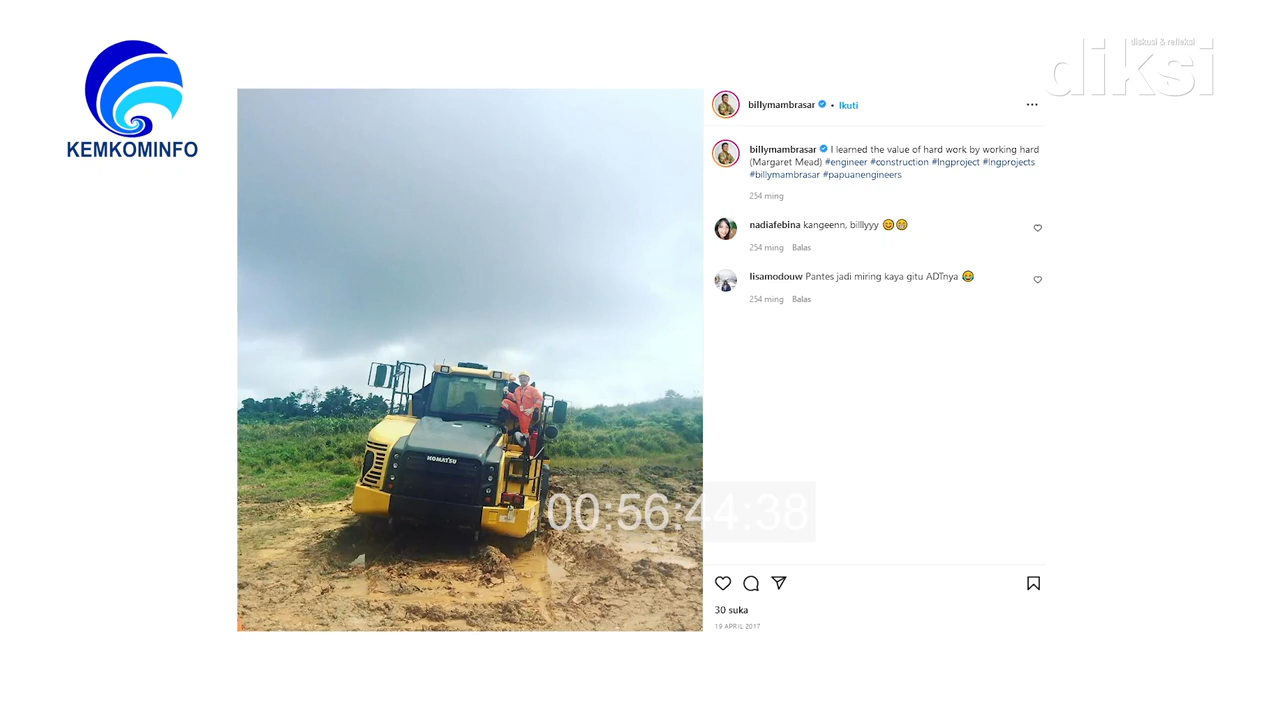 KEMKOMINFO
diskusi & refleksi
diksi
billymambrasar • Ikuti
billymambrasar I learned the value of hard work by working hard
(Margaret Mead) #engineer #construction #lngproject #lngprojects
#billymambrasar #papuanengineers
254 ming
nadiafebina kangeenn, billlyyy 😊😁
254 ming Balas
lisamodouw Pantes jadi miring kaya gitu ADTnya 😂
254 ming Balas
KOMATSU
00:56:44:38
30 suka
19 APRIL 2017